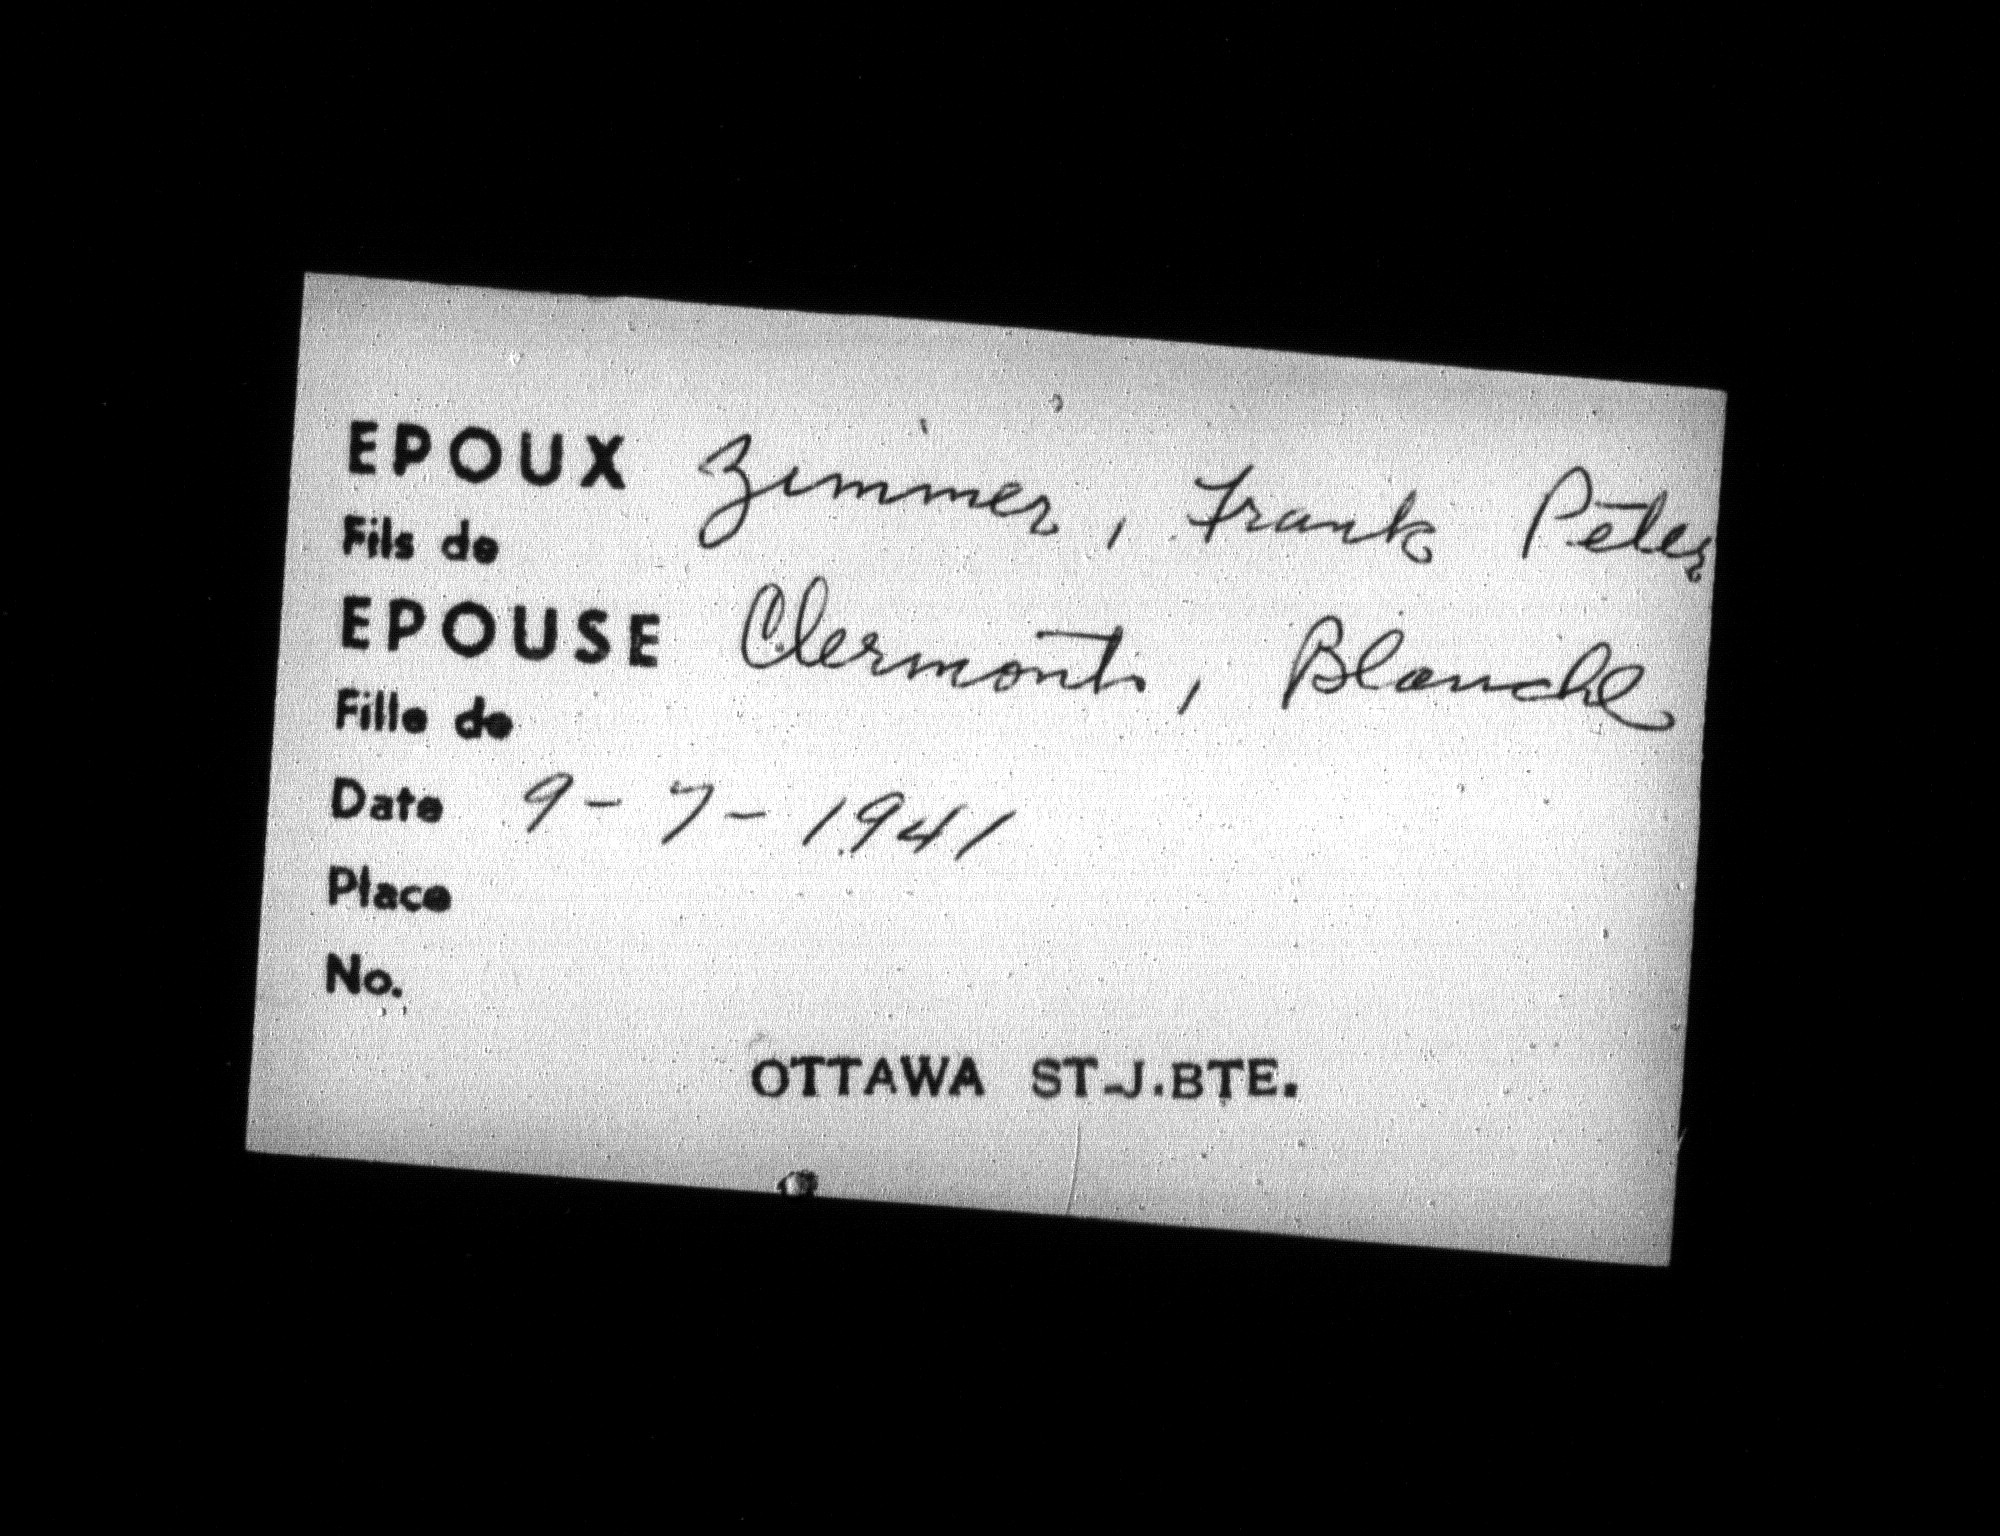 EPOUX Zimmer, Frank Peter
Fils de
EPOUSE Clermont, Blanche
Fille de
Date 9-7-1941
Place
No.
OTTAWA ST-J.BTE.